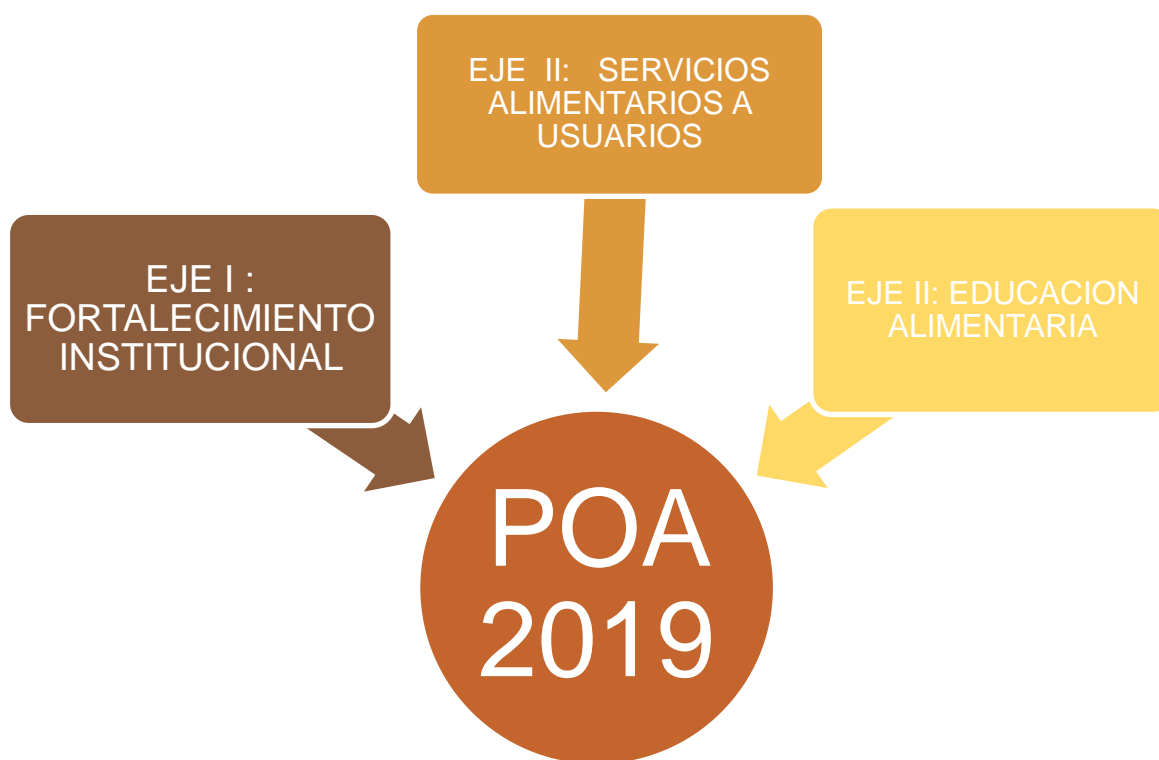 EJE II: SERVICIOS
ALIMENTARIOS A
USUARIOS
EJE I :
FORTALECIMIENTO
INSTITUCIONAL
EJE II: EDUCACION
ALIMENTARIA
POA
2019